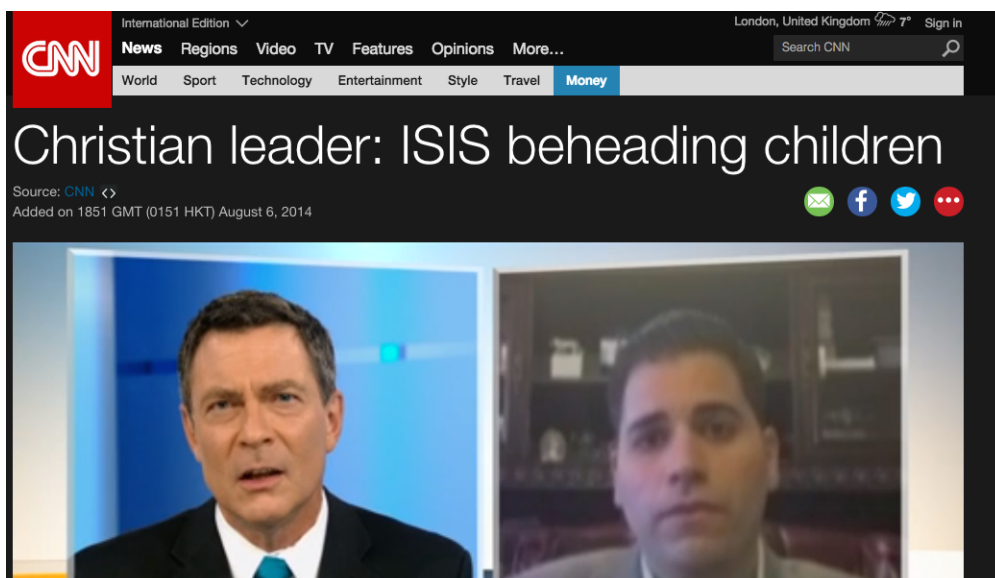 International Edition
London, United Kingdom 7° Sign in
CNN
News Regions Video TV Features Opinions More...
Search CNN
World Sport Technology Entertainment Style Travel Money
Christian leader: ISIS beheading children
Source: CNN <>
Added on 1851 GMT (0151 HKT) August 6, 2014